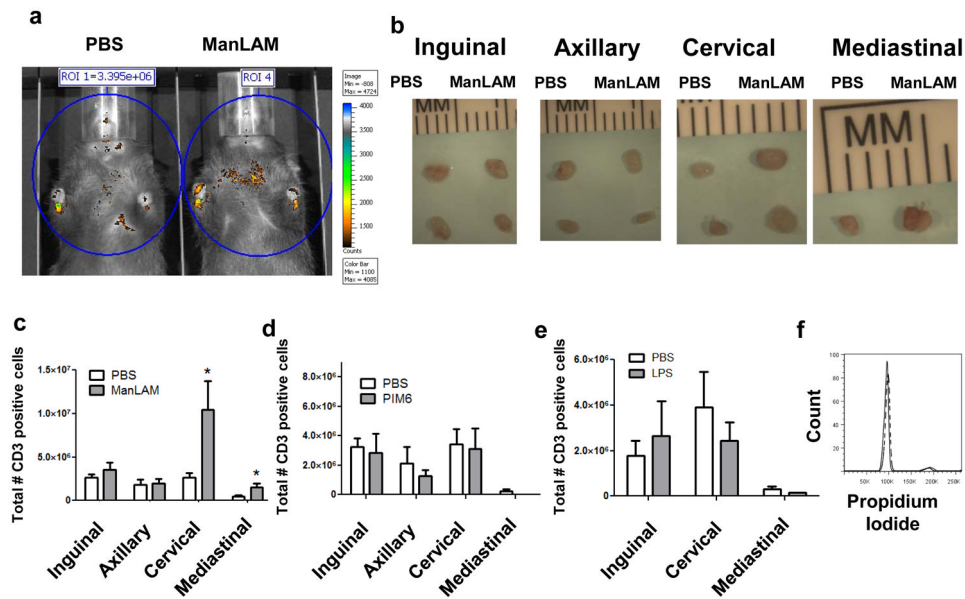 a
PBS
ManLAM
ROI 1=3.395e+06
ROI 4
Image
Min = -808
Max = 4724
4000
3500
3000
2500
2000
1500
Counts
Color Bar
Min = 1100
Max = 4085
b
Inguinal
Axillary
Cervical
Mediastinal
PBS
ManLAM
PBS
ManLAM
PBS
ManLAM
PBS
ManLAM
MM
MM
MM
c
Total # CD3 positive cells
1.5×10⁷
1.0×10⁷
5.0×10⁶
0
PBS
ManLAM
*
*
Inguinal
Axillary
Cervical
Mediastinal
d
Total # CD3 positive cells
8.0×10⁶
6.0×10⁶
4.0×10⁶
2.0×10⁶
0
PBS
PIM6
Inguinal
Axillary
Cervical
Mediastinal
e
Total # CD3 positive cells
6.0×10⁶
4.0×10⁶
2.0×10⁶
0
PBS
LPS
Inguinal
Cervical
Mediastinal
f
Count
100
80
60
40
20
0
50K
100K
150K
200K
250K
Propidium
Iodide